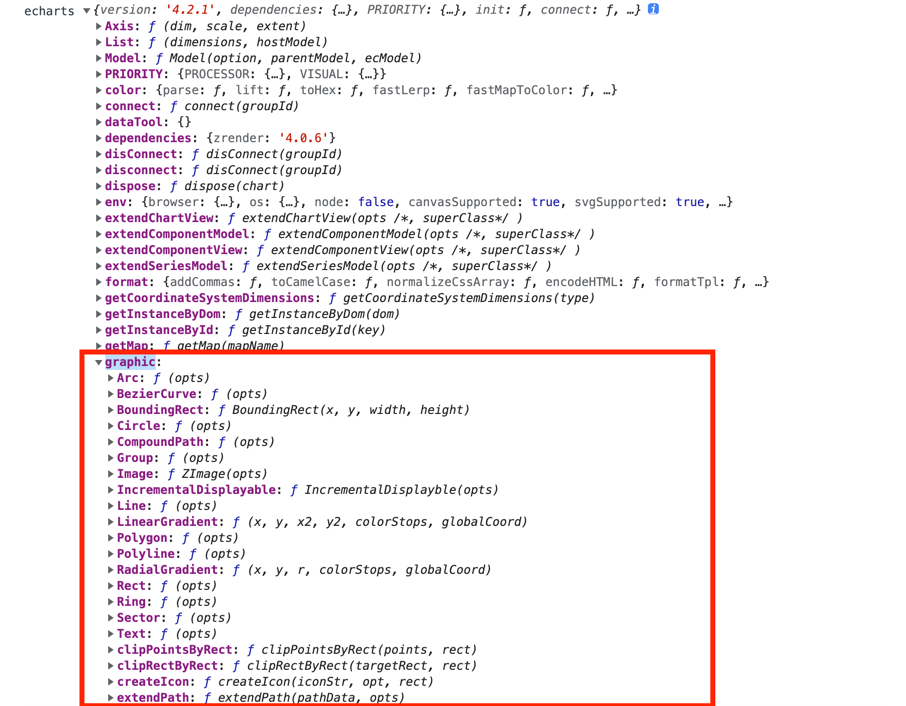 echarts ▼{version: '4.2.1', dependencies: {…}, PRIORITY: {…}, init: ƒ, connect: ƒ, …} i
▶Axis: ƒ (dim, scale, extent)
▶List: ƒ (dimensions, hostModel)
▶Model: ƒ Model(option, parentModel, ecModel)
▶PRIORITY: {PROCESSOR: {…}, VISUAL: {…}}
▶color: {parse: ƒ, lift: ƒ, toHex: ƒ, fastLerp: ƒ, fastMapToColor: ƒ, …}
▶connect: ƒ connect(groupId)
▶dataTool: {}
▶dependencies: {zrender: '4.0.6'}
▶disConnect: ƒ disConnect(groupId)
▶disconnect: ƒ disConnect(groupId)
▶dispose: ƒ dispose(chart)
▶env: {browser: {…}, os: {…}, node: false, canvasSupported: true, svgSupported: true, …}
▶extendChartView: ƒ extendChartView(opts /*, superClass*/ )
▶extendComponentModel: ƒ extendComponentModel(opts /*, superClass*/ )
▶extendComponentView: ƒ extendComponentView(opts /*, superClass*/ )
▶extendSeriesModel: ƒ extendSeriesModel(opts /*, superClass*/ )
▶format: {addCommas: ƒ, toCamelCase: ƒ, normalizeCssArray: ƒ, encodeHTML: ƒ, formatTpl: ƒ, …}
▶getCoordinateSystemDimensions: ƒ getCoordinateSystemDimensions(type)
▶getInstanceByDom: ƒ getInstanceByDom(dom)
▶getInstanceById: ƒ getInstanceById(key)
▶getMap: ƒ getMap(mapName)
▼graphic:
▶Arc: ƒ (opts)
▶BezierCurve: ƒ (opts)
▶BoundingRect: ƒ BoundingRect(x, y, width, height)
▶Circle: ƒ (opts)
▶CompoundPath: ƒ (opts)
▶Group: ƒ (opts)
▶Image: ƒ ZImage(opts)
▶IncrementalDisplayable: ƒ IncrementalDisplayble(opts)
▶Line: ƒ (opts)
▶LinearGradient: ƒ (x, y, x2, y2, colorStops, globalCoord)
▶Polygon: ƒ (opts)
▶Polyline: ƒ (opts)
▶RadialGradient: ƒ (x, y, r, colorStops, globalCoord)
▶Rect: ƒ (opts)
▶Ring: ƒ (opts)
▶Sector: ƒ (opts)
▶Text: ƒ (opts)
▶clipPointsByRect: ƒ clipPointsByRect(points, rect)
▶clipRectByRect: ƒ clipRectByRect(targetRect, rect)
▶createIcon: ƒ createIcon(iconStr, opt, rect)
▶extendPath: ƒ extendPath(pathData, opts)